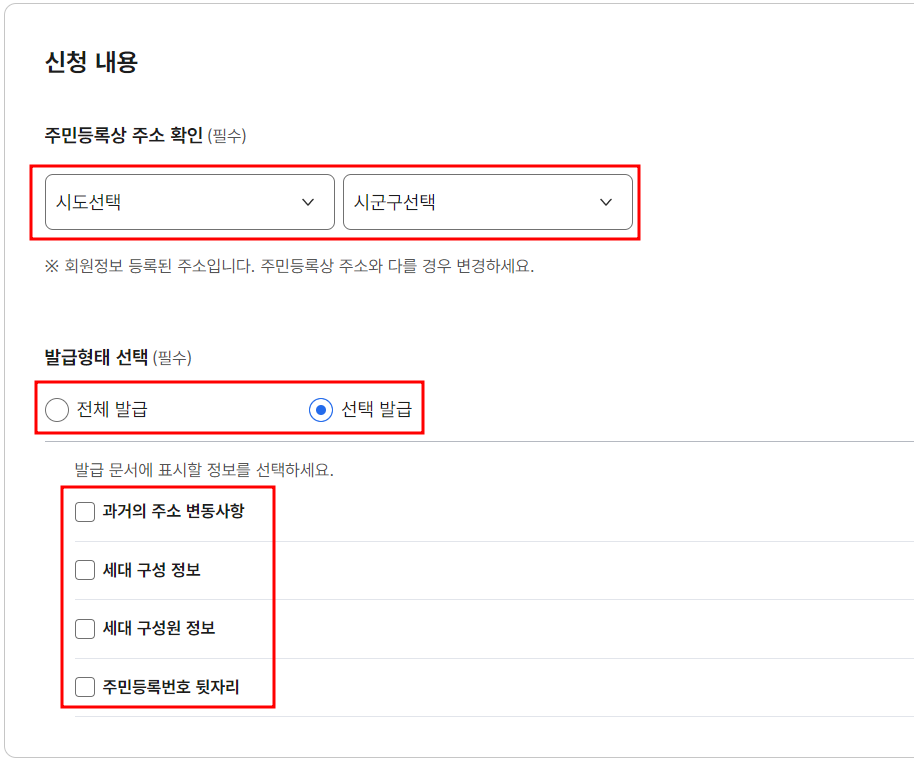 신청 내용
주민등록상 주소 확인 (필수)
시도선택 시군구선택
※ 회원정보 등록된 주소입니다. 주민등록상 주소와 다를 경우 변경하세요.
발급형태 선택 (필수)
전체 발급 선택 발급
발급 문서에 표시할 정보를 선택하세요.
과거의 주소 변동사항
세대 구성 정보
세대 구성원 정보
주민등록번호 뒷자리